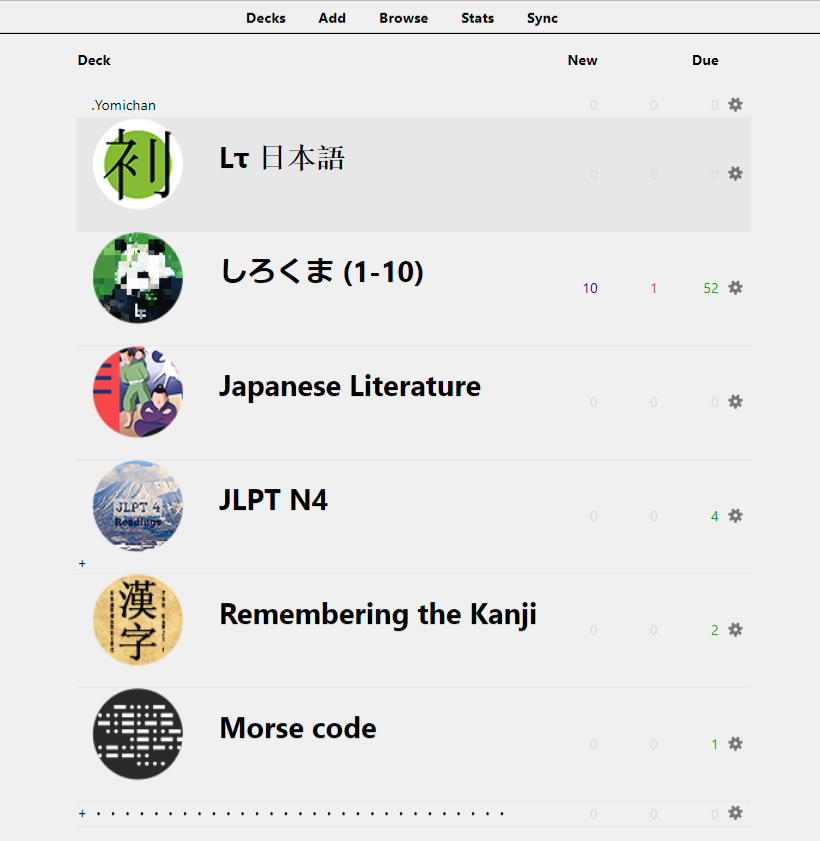 Decks Add Browse Stats Sync
Deck New Due
.Yomichan 0 0 0
初
Lτ 日本語 0 0 0
Lτ
しろくま (1-10) 10 1 52
Japanese Literature 0 0 0
JLPT N4 0 0 4
JLPT 4
Readings
+
漢字
Remembering the Kanji 0 0 2
Morse code 0 0 1
+ • • • • • • • • • • • • • • • • • • • • • • • • • • • • • 0 0 0